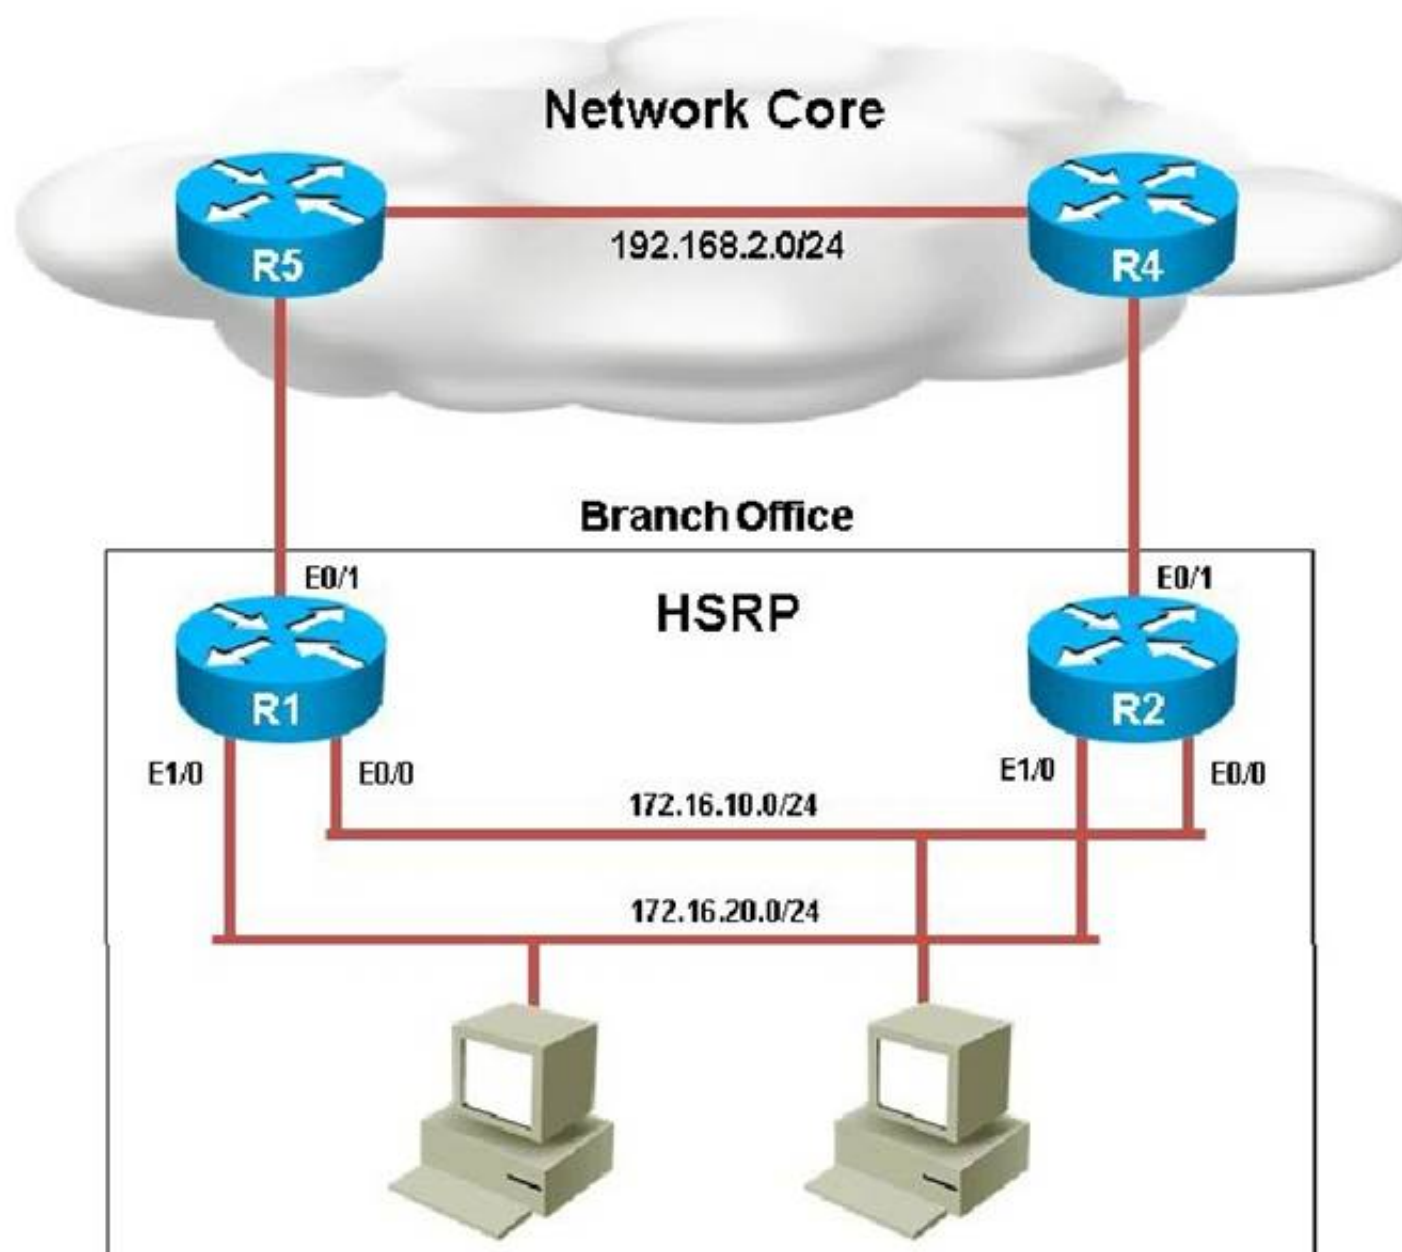 Network Core
R5
192.168.2.0/24
R4
Branch Office
E0/1
HSRP
E0/1
R1
R2
E1/0
E0/0
E1/0
E0/0
172.16.10.0/24
172.16.20.0/24